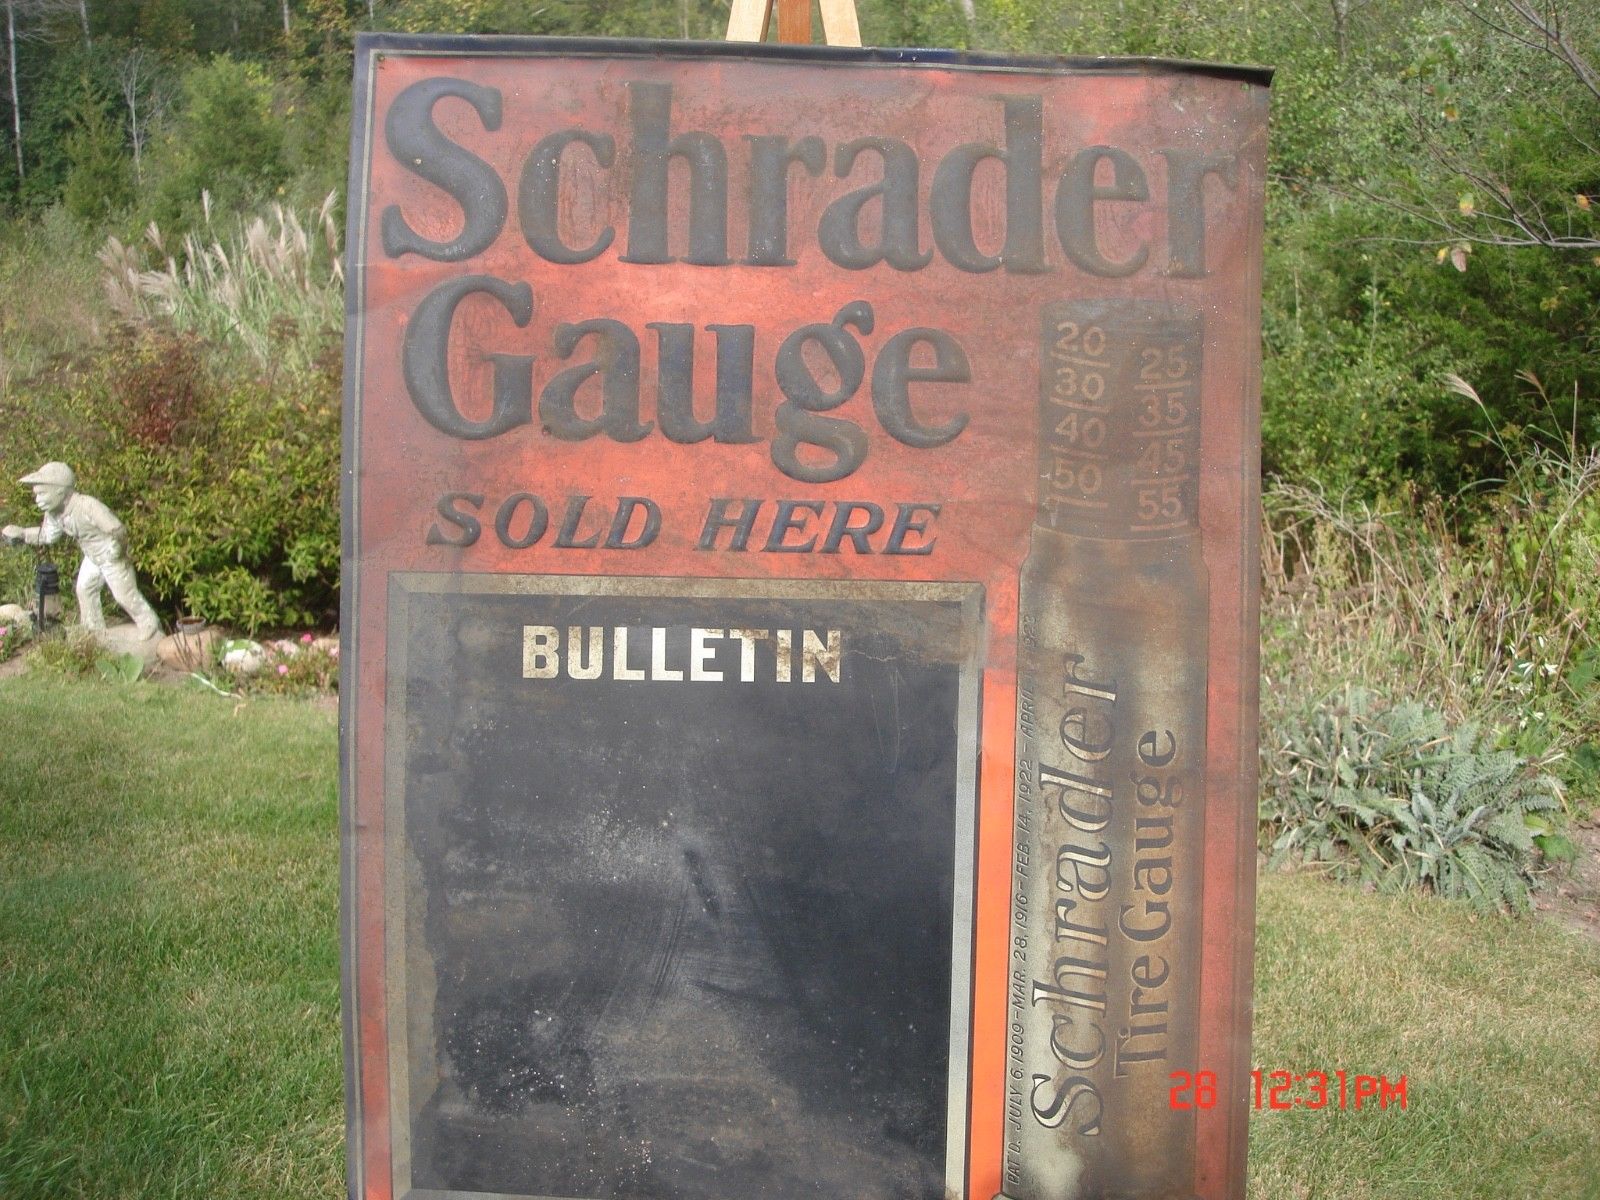 Schrader
Gauge
SOLD HERE
20
25
30
35
40
45
50
55
BULLETIN
PAT'D. JULY 6, 1909-MAR. 28, 1916-FEB. 14, 1922-APRIL 1923
Schrader
Tire Gauge
28 12:31PM